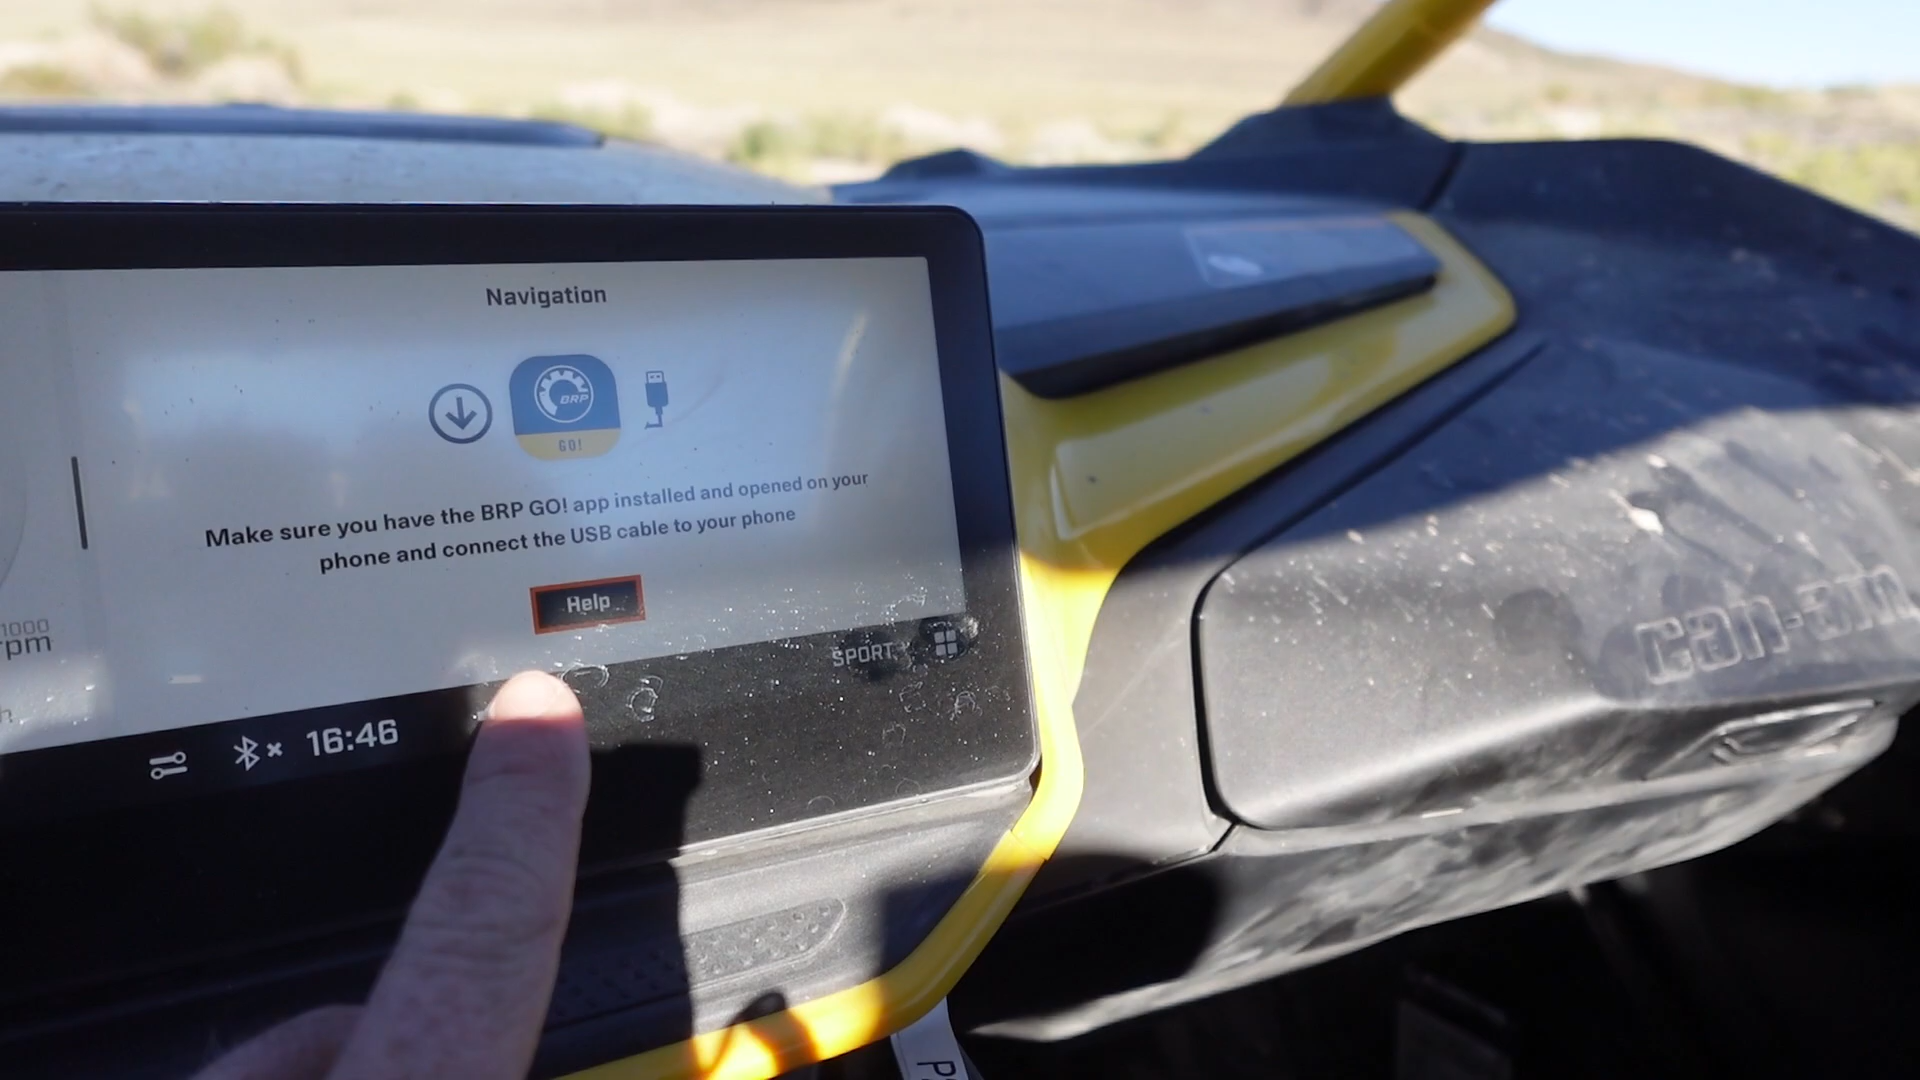 Navigation
BRP
GO!
Make sure you have the BRP GO! app installed and opened on your
phone and connect the USB cable to your phone
Help
1000
rpm
SPORT
16:46
can-am